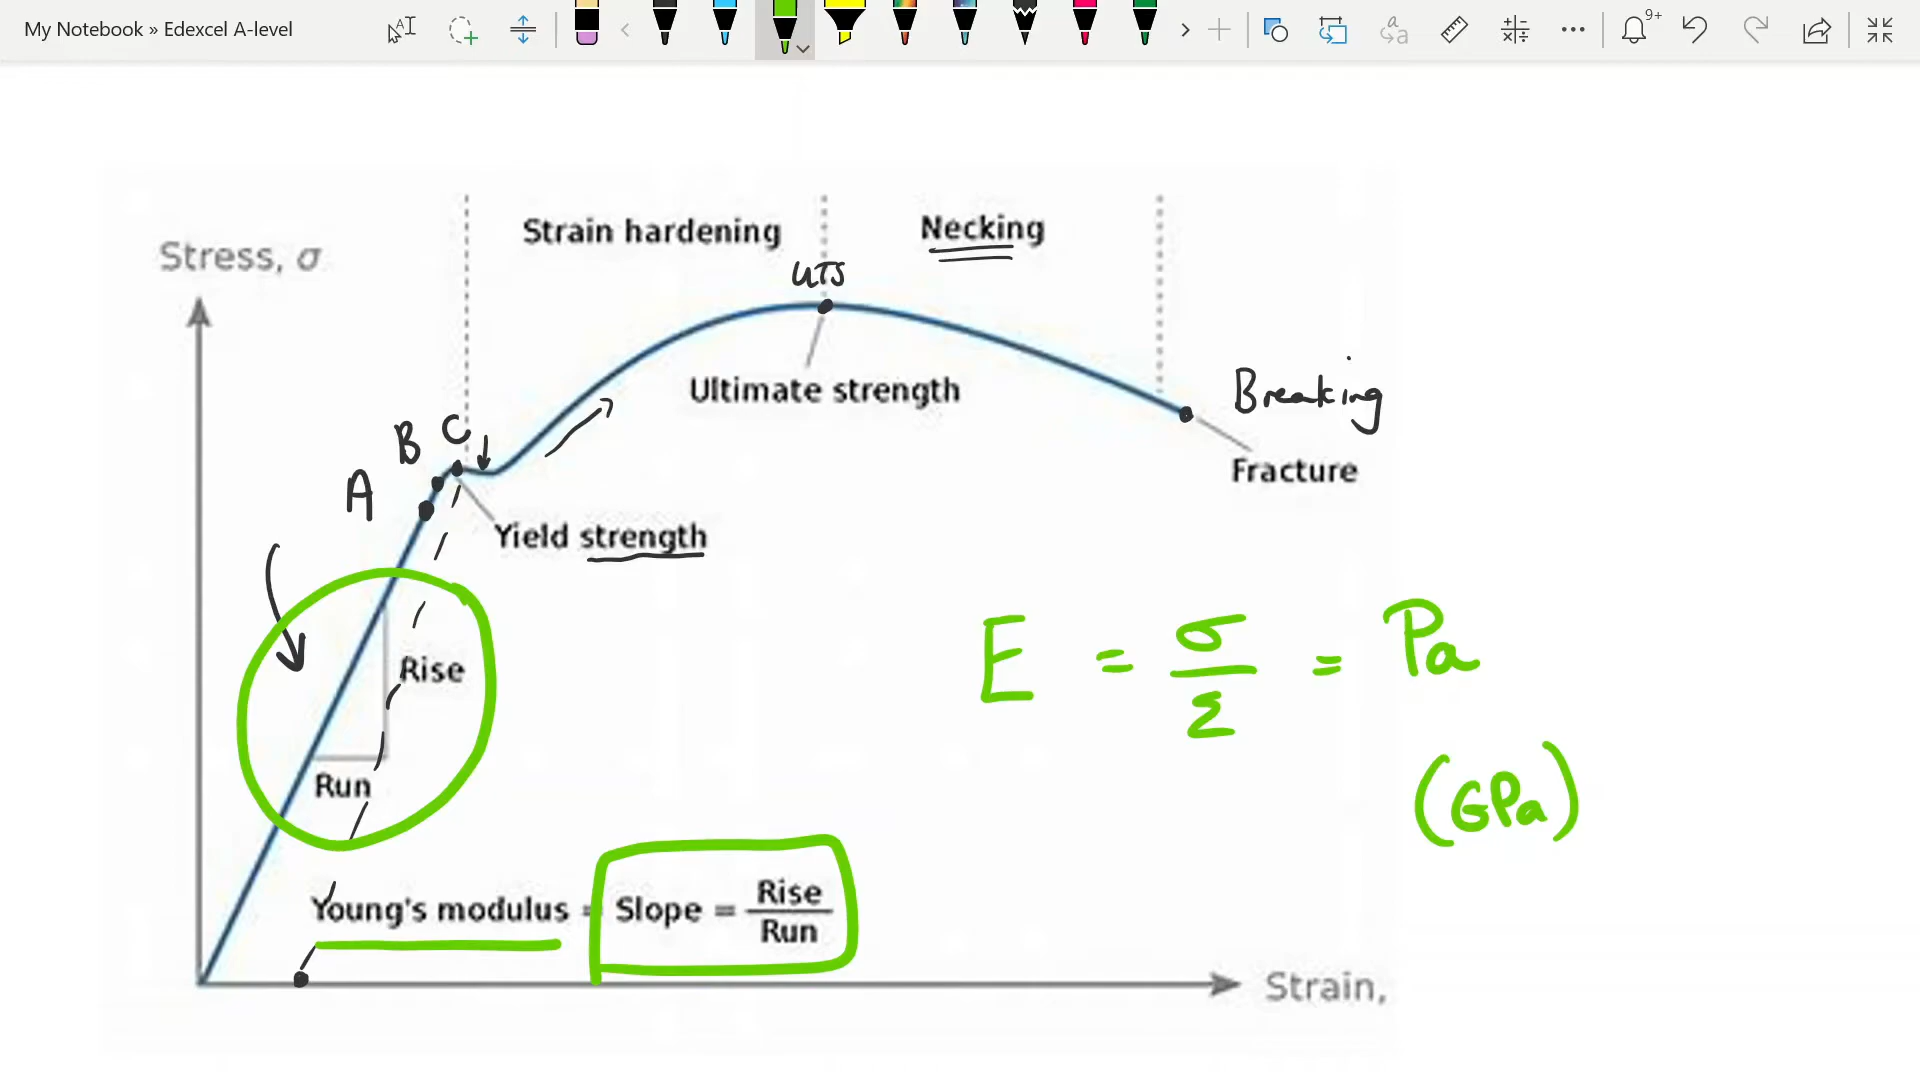 My Notebook » Edexcel A-level
9+
Strain hardening
Necking
Stress, σ
UTS
Ultimate strength
Breaking
Fracture
A
B
C
Yield strength
Rise
Run
E = σ/Σ = Pa
(GPa)
Young's modulus = Slope = Rise/Run
Strain,